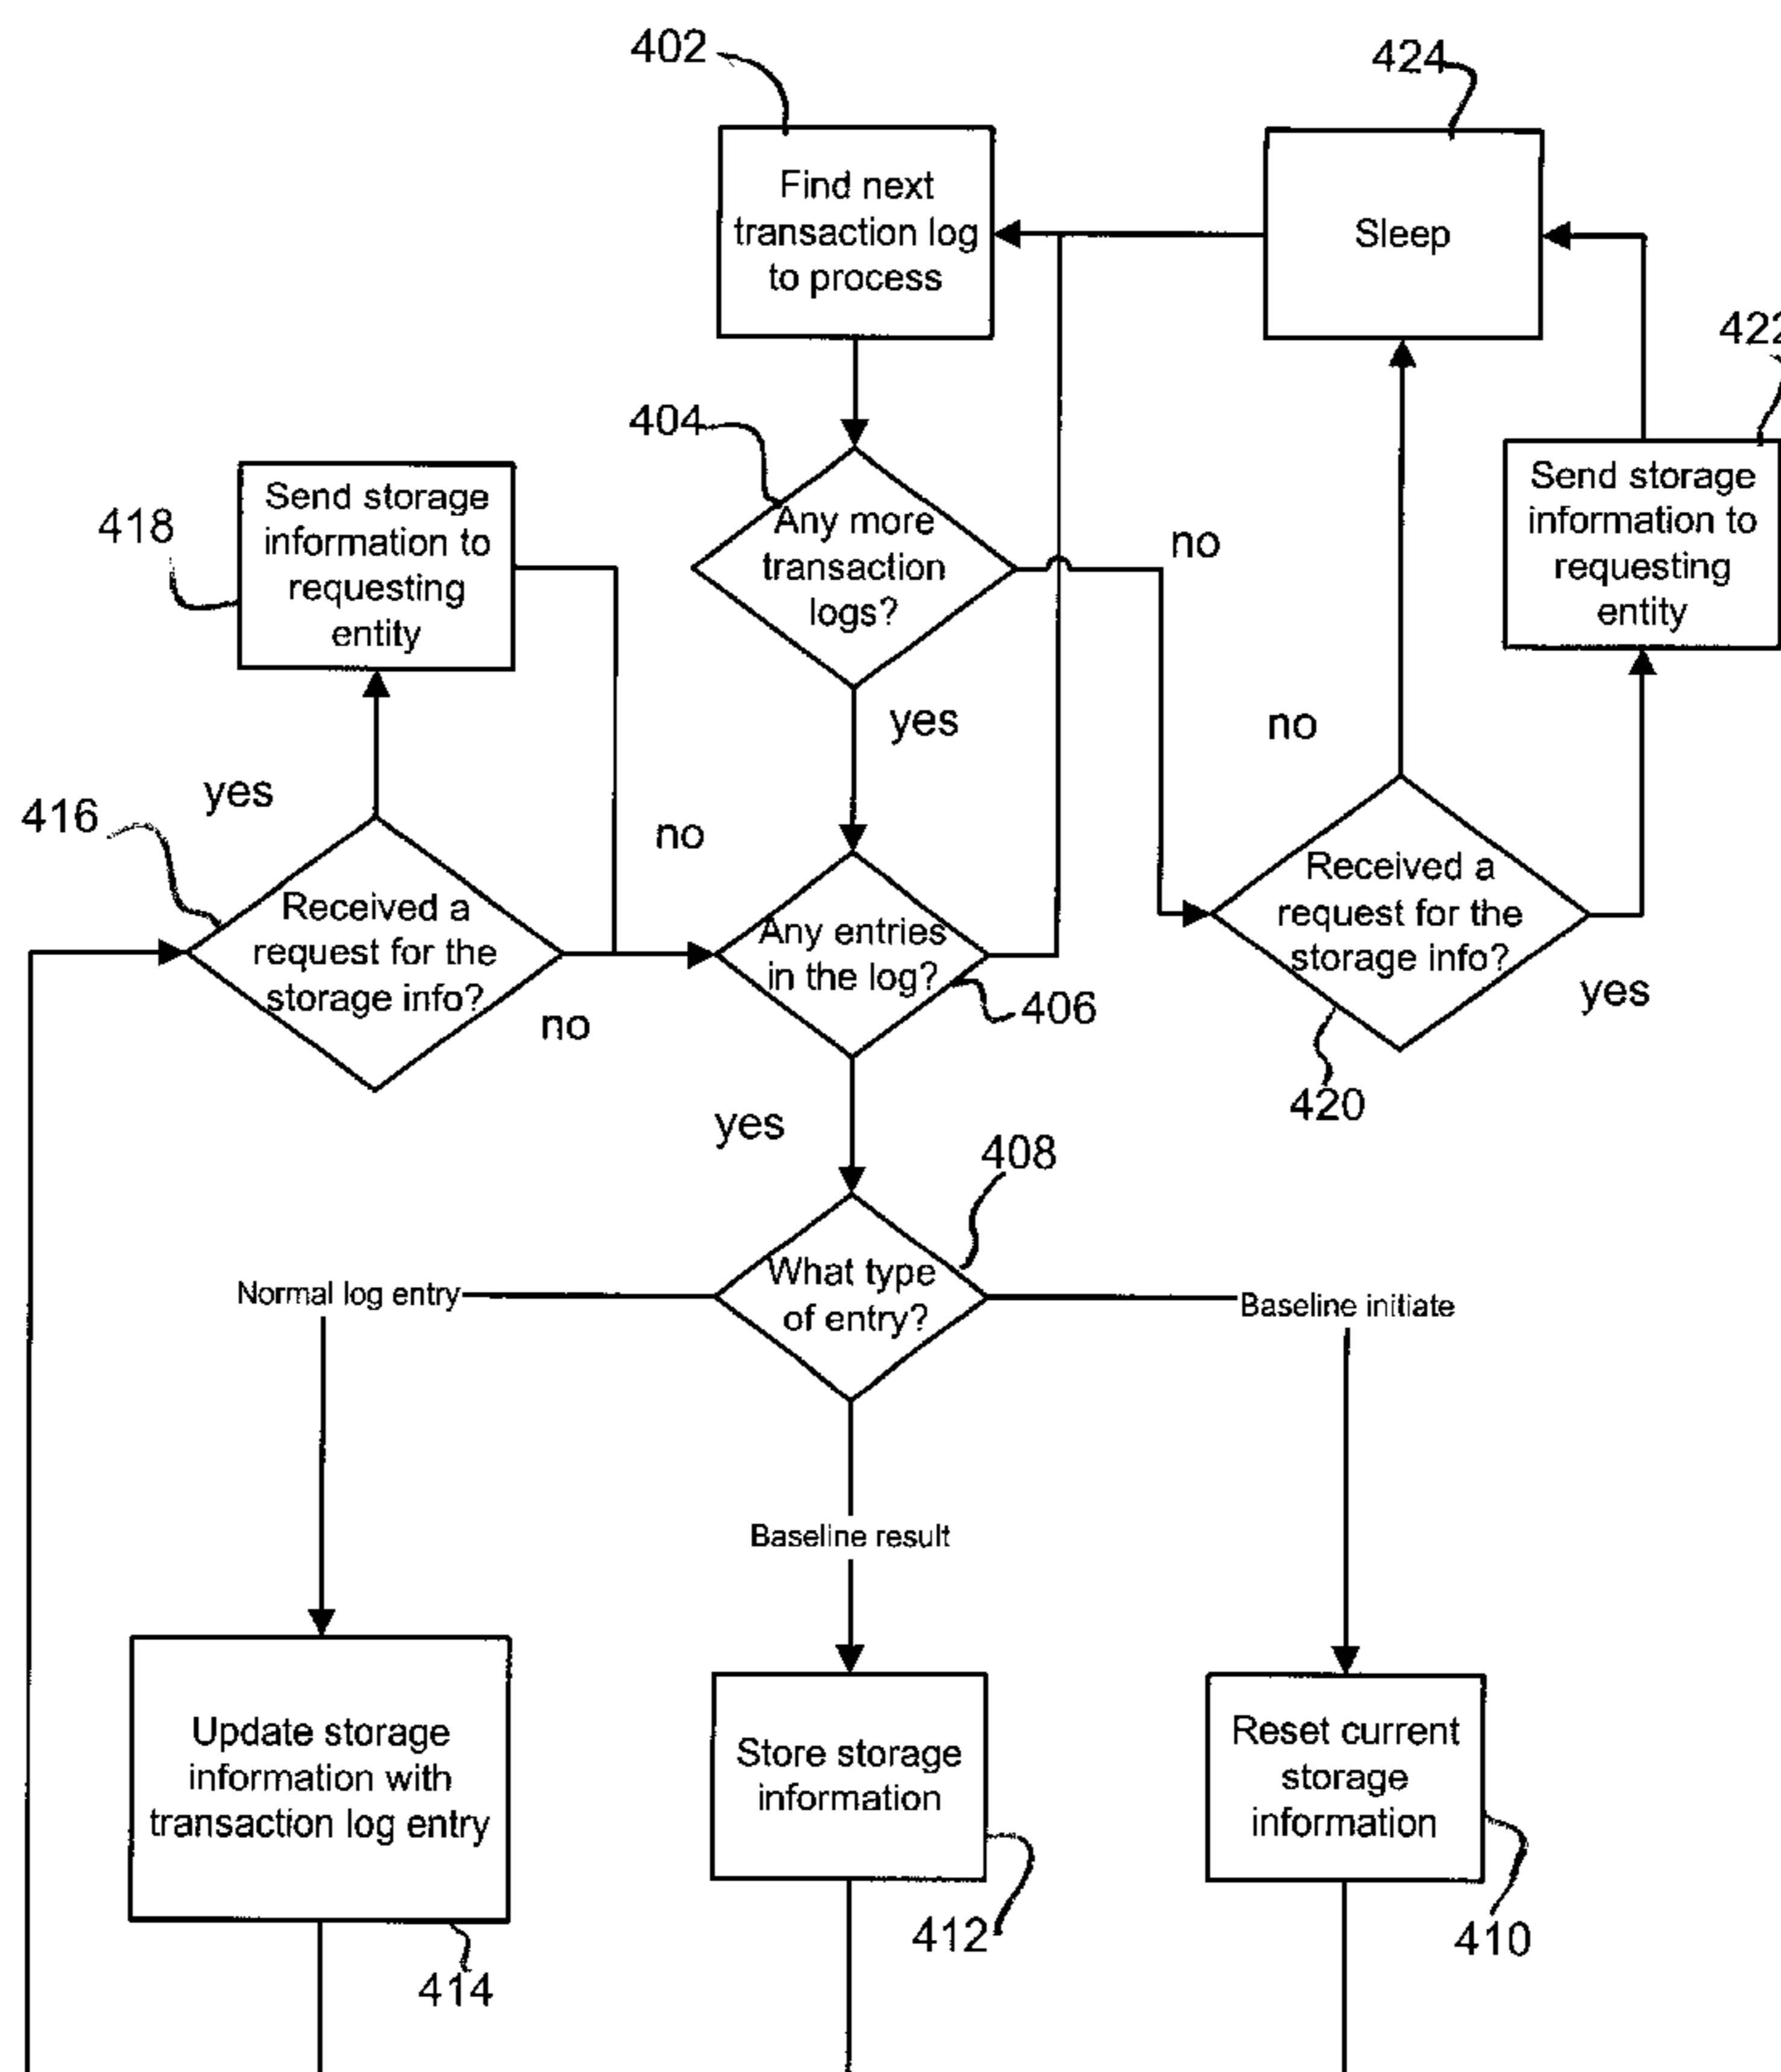 402
424
Find next
transaction log
to process
Sleep
422
404
Send storage
information to
requesting
entity
418
Any more
transaction
logs?
no
Send storage
information to
requesting
entity
yes
no
yes
416
no
Received a
request for the
storage info?
no
Any entries
in the log?
406
Received a
request for the
storage info?
yes
420
yes
408
What type
of entry?
Normal log entry
Baseline initiate
Baseline result
Update storage
information with
transaction log entry
Store storage
information
Reset current
storage
information
414
412
410